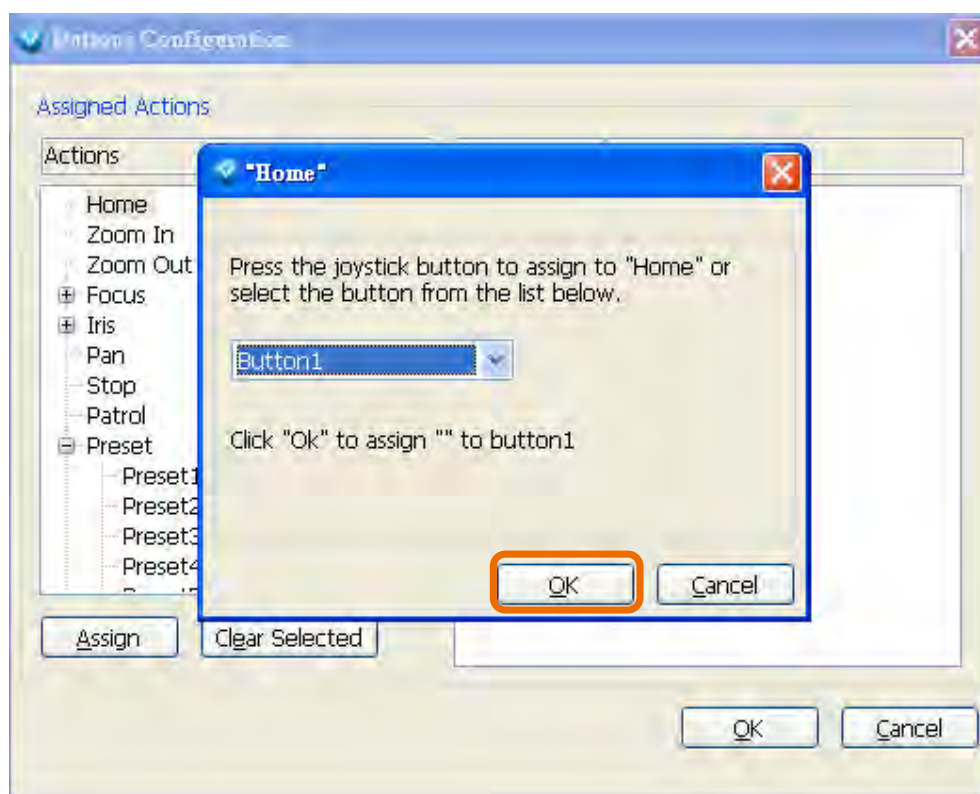 Buttons Configuration
Assigned Actions
Actions
Home
Zoom In
Zoom Out
Focus
Iris
Pan
Stop
Patrol
Preset
Preset1
Preset2
Preset3
Preset4
"Home"
Press the joystick button to assign to "Home" or
select the button from the list below.
Button1
Click "Ok" to assign "" to button1
OK
Cancel
Assign
Clear Selected
OK
Cancel